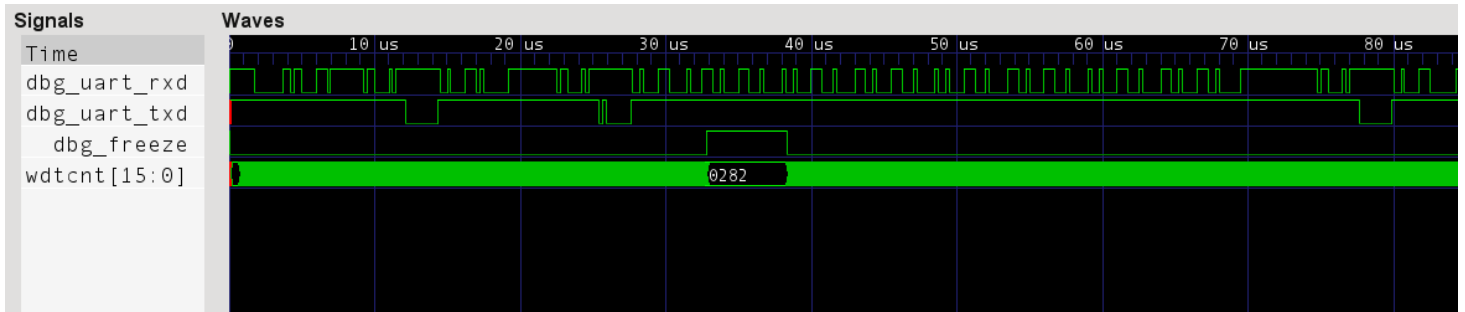 Signals Waves
Time 0 10 us 20 us 30 us 40 us 50 us 60 us 70 us 80 us
dbg_uart_rxd
dbg_uart_txd
dbg_freeze
wdtcnt[15:0] 0282